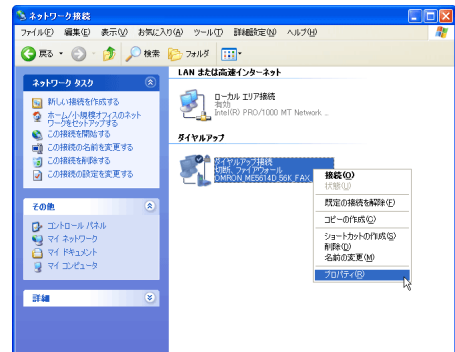 ネットワーク接続
ファイル(F) 編集(E) 表示(V) お気に入り(A) ツール(T) 詳細設定(N) ヘルプ(H)
戻る 検索 フォルダ
ネットワーク タスク
新しい接続を作成する
ホーム/小規模オフィスのネット
ワークをセットアップする
この接続を開始する
この接続の名前を変更する
この接続を削除する
この接続の設定を変更する
その他
コントロール パネル
マイ ネットワーク
マイ ドキュメント
マイ コンピュータ
詳細
LAN または高速インターネット
ローカル エリア接続
有効
Intel(R) PRO/1000 MT Network ...
ダイヤルアップ
ダイヤルアップ接続
切断、ファイアウォール
OMRON_ME5614D_56K_FAX_
接続(O)
状態(U)
既定の接続を解除(F)
コピーの作成(C)
ショートカットの作成(S)
削除(D)
名前の変更(M)
プロパティ(R)